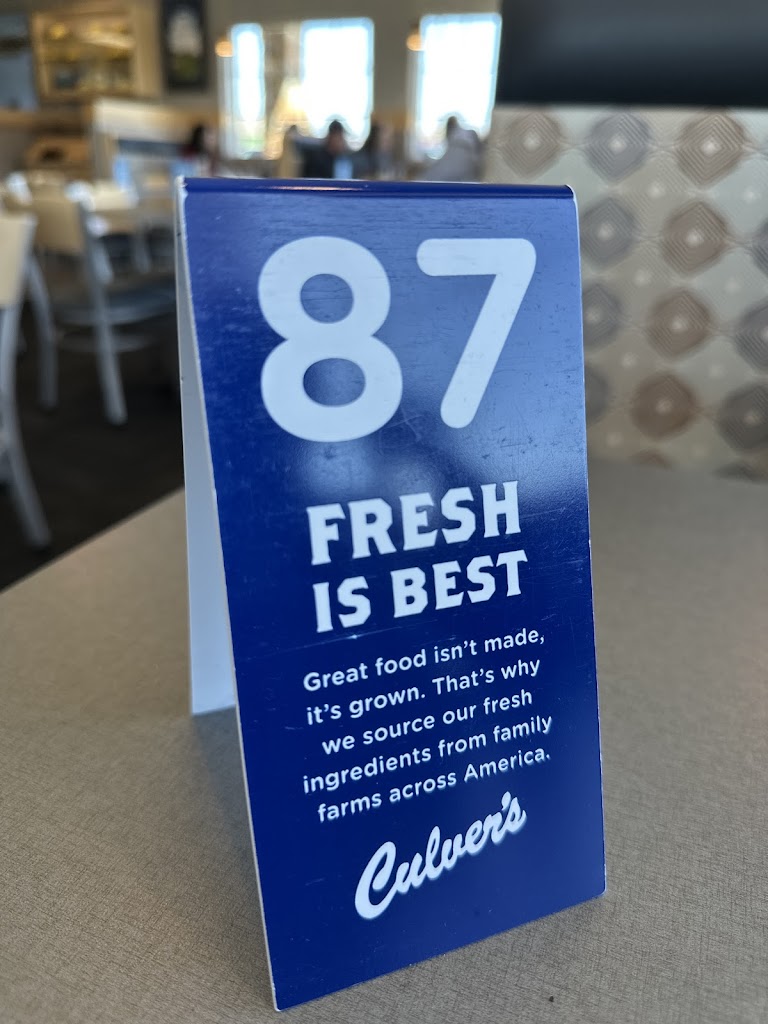 87
FRESH
IS BEST
Great food isn't made,
it's grown. That's why
we source our fresh
ingredients from family
farms across America.
Culver's